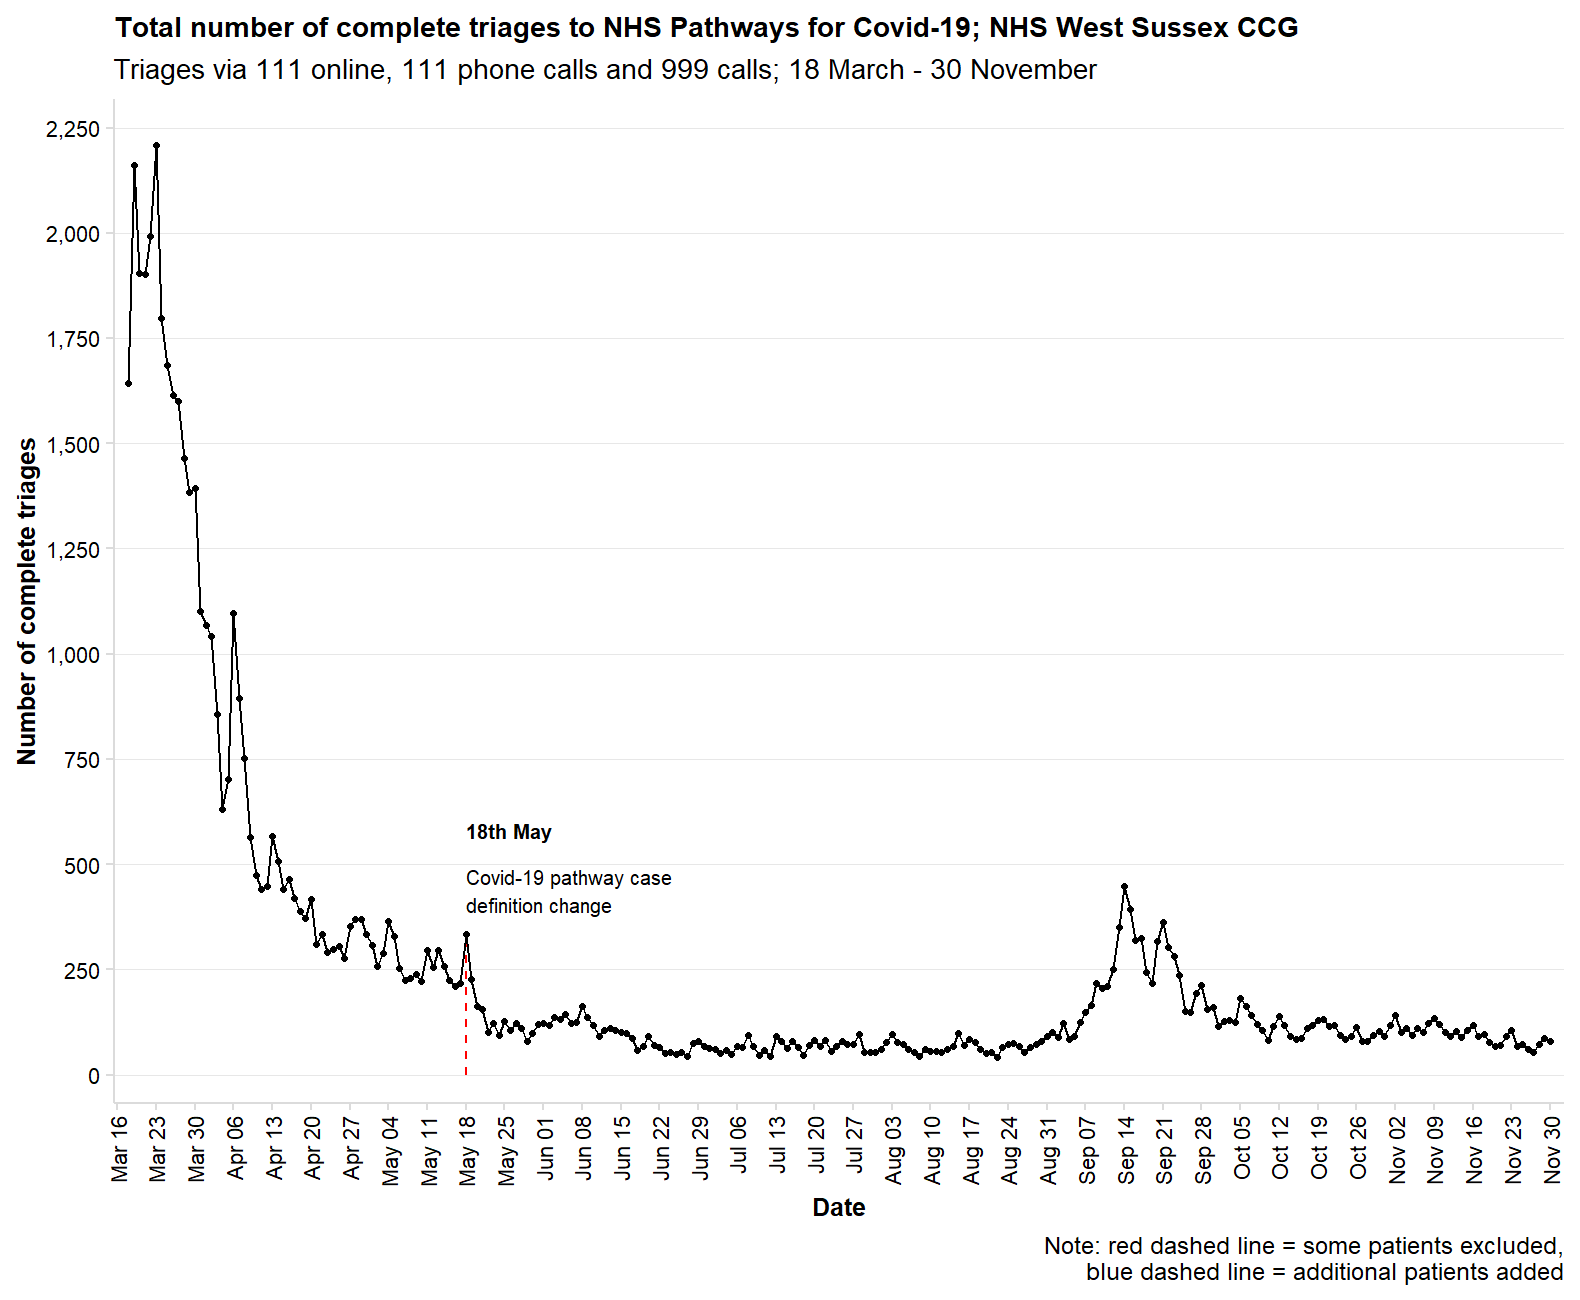 Total number of complete triages to NHS Pathways for Covid-19; NHS West Sussex CCG
Triages via 111 online, 111 phone calls and 999 calls; 18 March - 30 November
Number of complete triages
2,250
2,000
1,750
1,500
1,250
1,000
750
500
250
0
18th May
Covid-19 pathway case
definition change
Mar 16
Mar 23
Mar 30
Apr 06
Apr 13
Apr 20
Apr 27
May 04
May 11
May 18
May 25
Jun 01
Jun 08
Jun 15
Jun 22
Jun 29
Jul 06
Jul 13
Jul 20
Jul 27
Aug 03
Aug 10
Aug 17
Aug 24
Aug 31
Sep 07
Sep 14
Sep 21
Sep 28
Oct 05
Oct 12
Oct 19
Oct 26
Nov 02
Nov 09
Nov 16
Nov 23
Nov 30
Date
Note: red dashed line = some patients excluded,
blue dashed line = additional patients added